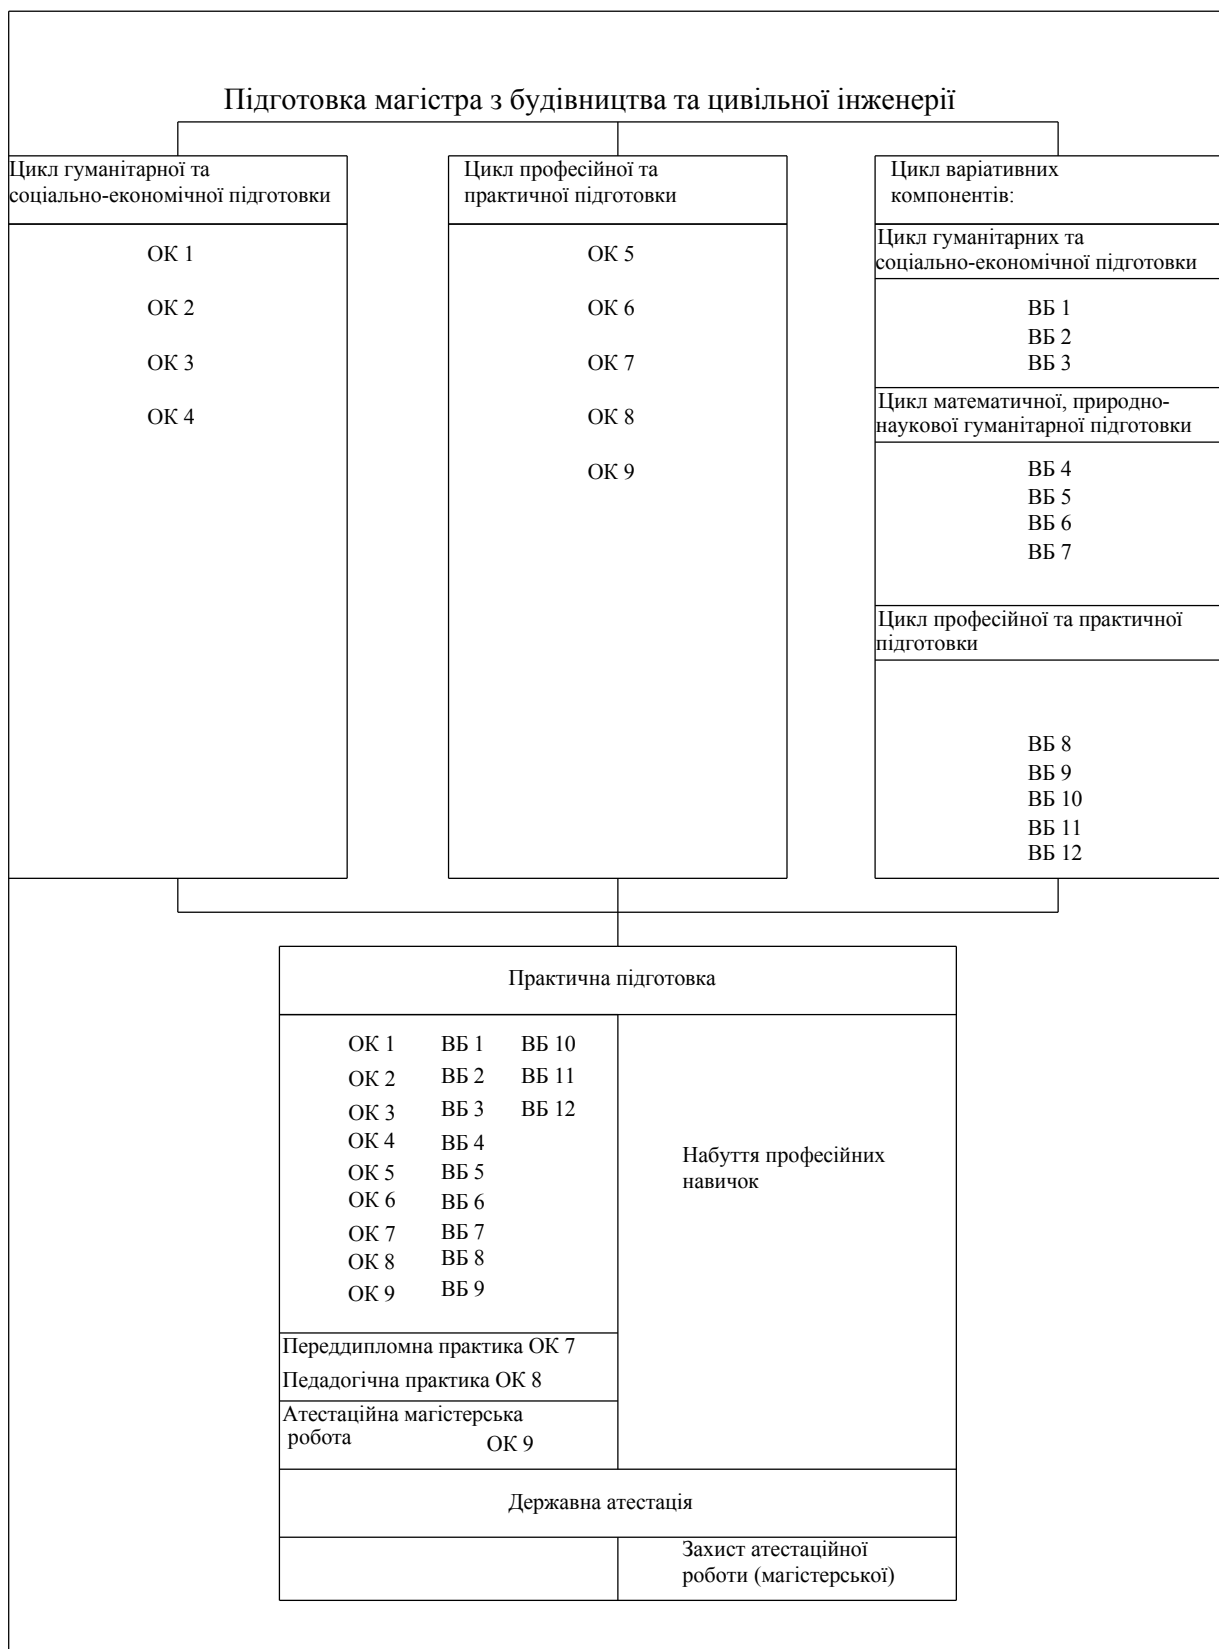 Підготовка магістра з будівництва та цивільної інженерії
Цикл гуманітарної та
соціально-економічної підготовки
ОК 1
ОК 2
ОК 3
ОК 4
Цикл професійної та
практичної підготовки
ОК 5
ОК 6
ОК 7
ОК 8
ОК 9
Цикл варіативних
компонентів:
Цикл гуманітарних та
соціально-економічної підготовки
ВБ 1
ВБ 2
ВБ 3
Цикл математичної, природно-
наукової гуманітарної підготовки
ВБ 4
ВБ 5
ВБ 6
ВБ 7
Цикл професійної та практичної
підготовки
ВБ 8
ВБ 9
ВБ 10
ВБ 11
ВБ 12
Практична підготовка
ОК 1 ВБ 1 ВБ 10
ОК 2 ВБ 2 ВБ 11
ОК 3 ВБ 3 ВБ 12
ОК 4 ВБ 4
ОК 5 ВБ 5
ОК 6 ВБ 6
ОК 7 ВБ 7
ОК 8 ВБ 8
ОК 9 ВБ 9
Набуття професійних
навичок
Переддипломна практика ОК 7
Педадогічна практика ОК 8
Атестаційна магістерська
робота ОК 9
Державна атестація
Захист атестаційної
роботи (магістерської)